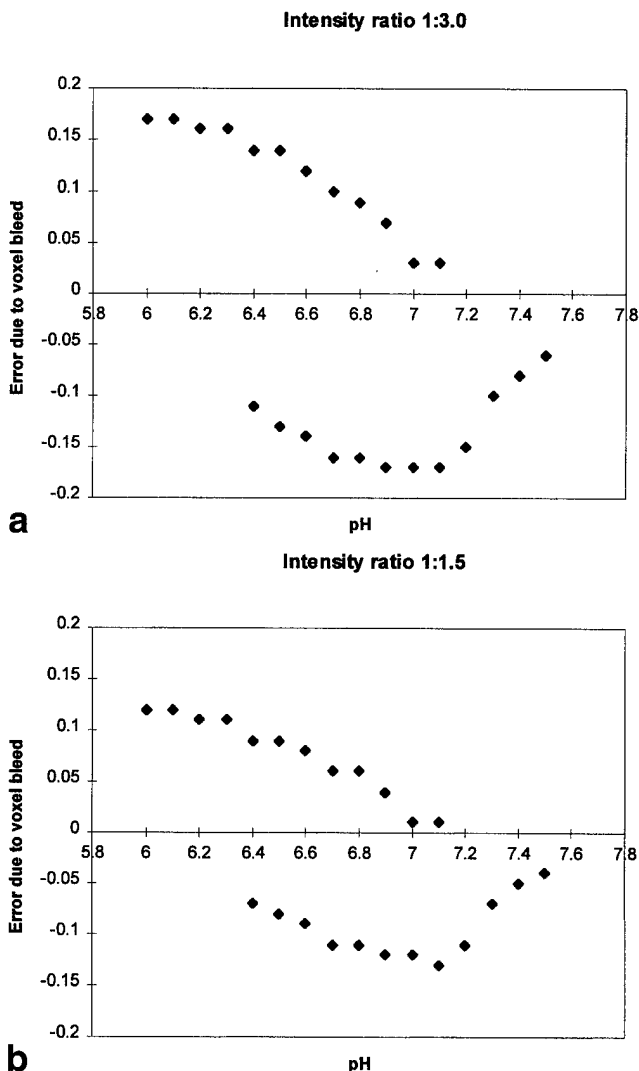 Intensity ratio 1:3.0
0.2
0.15
0.1
0.05
0
5.8 6 6.2 6.4 6.6 6.8 7 7.2 7.4 7.6 7.8
-0.05
-0.1
-0.15
-0.2
Error due to voxel bleed
a
pH
Intensity ratio 1:1.5
0.2
0.15
0.1
0.05
0
5.8 6 6.2 6.4 6.6 6.8 7 7.2 7.4 7.6 7.8
-0.05
-0.1
-0.15
-0.2
Error due to voxel bleed
b
pH